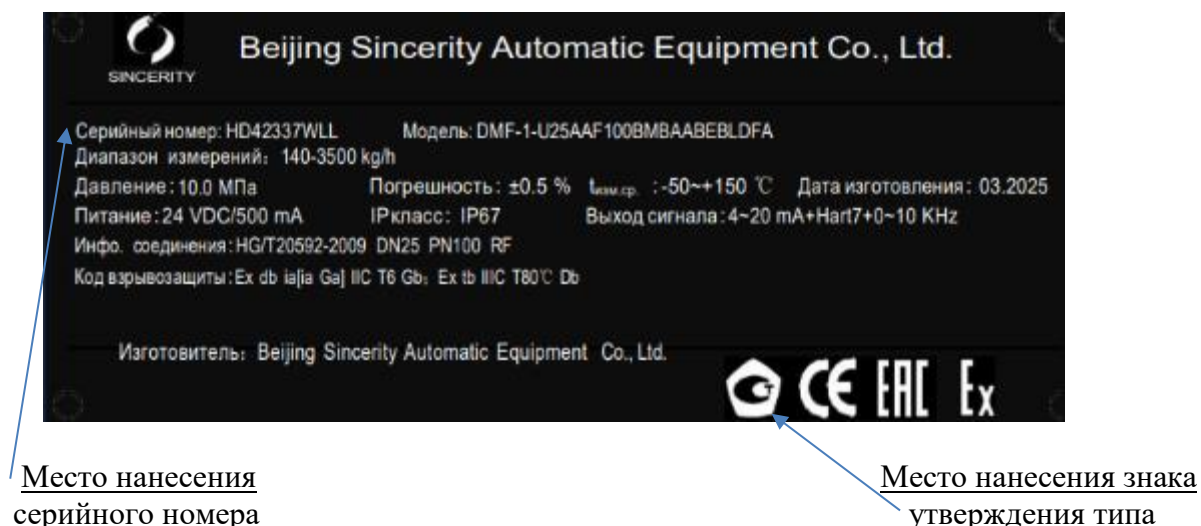 SINCERITY
Beijing Sincerity Automatic Equipment Co., Ltd.
Серийный номер: HD42337WLL Модель: DMF-1-U25AAF100BMBAABEBLDFA
Диапазон измерений: 140-3500 kg/h
Давление: 10.0 МПа Погрешность: ±0.5 % tизм.ср. :-50~+150 ℃ Дата изготовления: 03.2025
Питание: 24 VDC/500 mA IPкласс: IP67 Выход сигнала: 4~20 mA+Hart7+0~10 KHz
Инфо. соединения: HG/T20592-2009 DN25 PN100 RF
Код взрывозащиты: Ex db ia[ia Ga] IIC T6 Gb; Ex tb IIIC T80℃ Db
Изготовитель: Beijing Sincerity Automatic Equipment Co., Ltd.
CE EAC Ex
Место нанесения серийного номера
Место нанесения знака утверждения типа